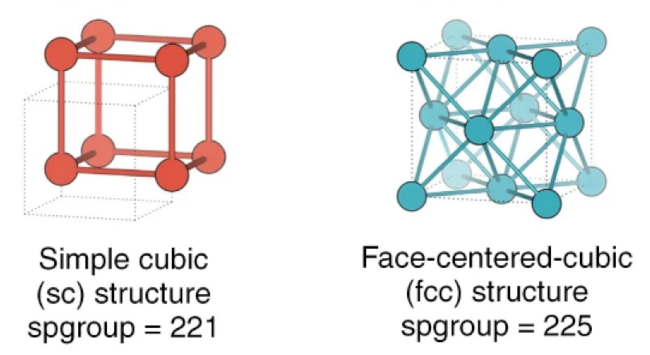 Simple cubic
(sc) structure
spgroup = 221
Face-centered-cubic
(fcc) structure
spgroup = 225